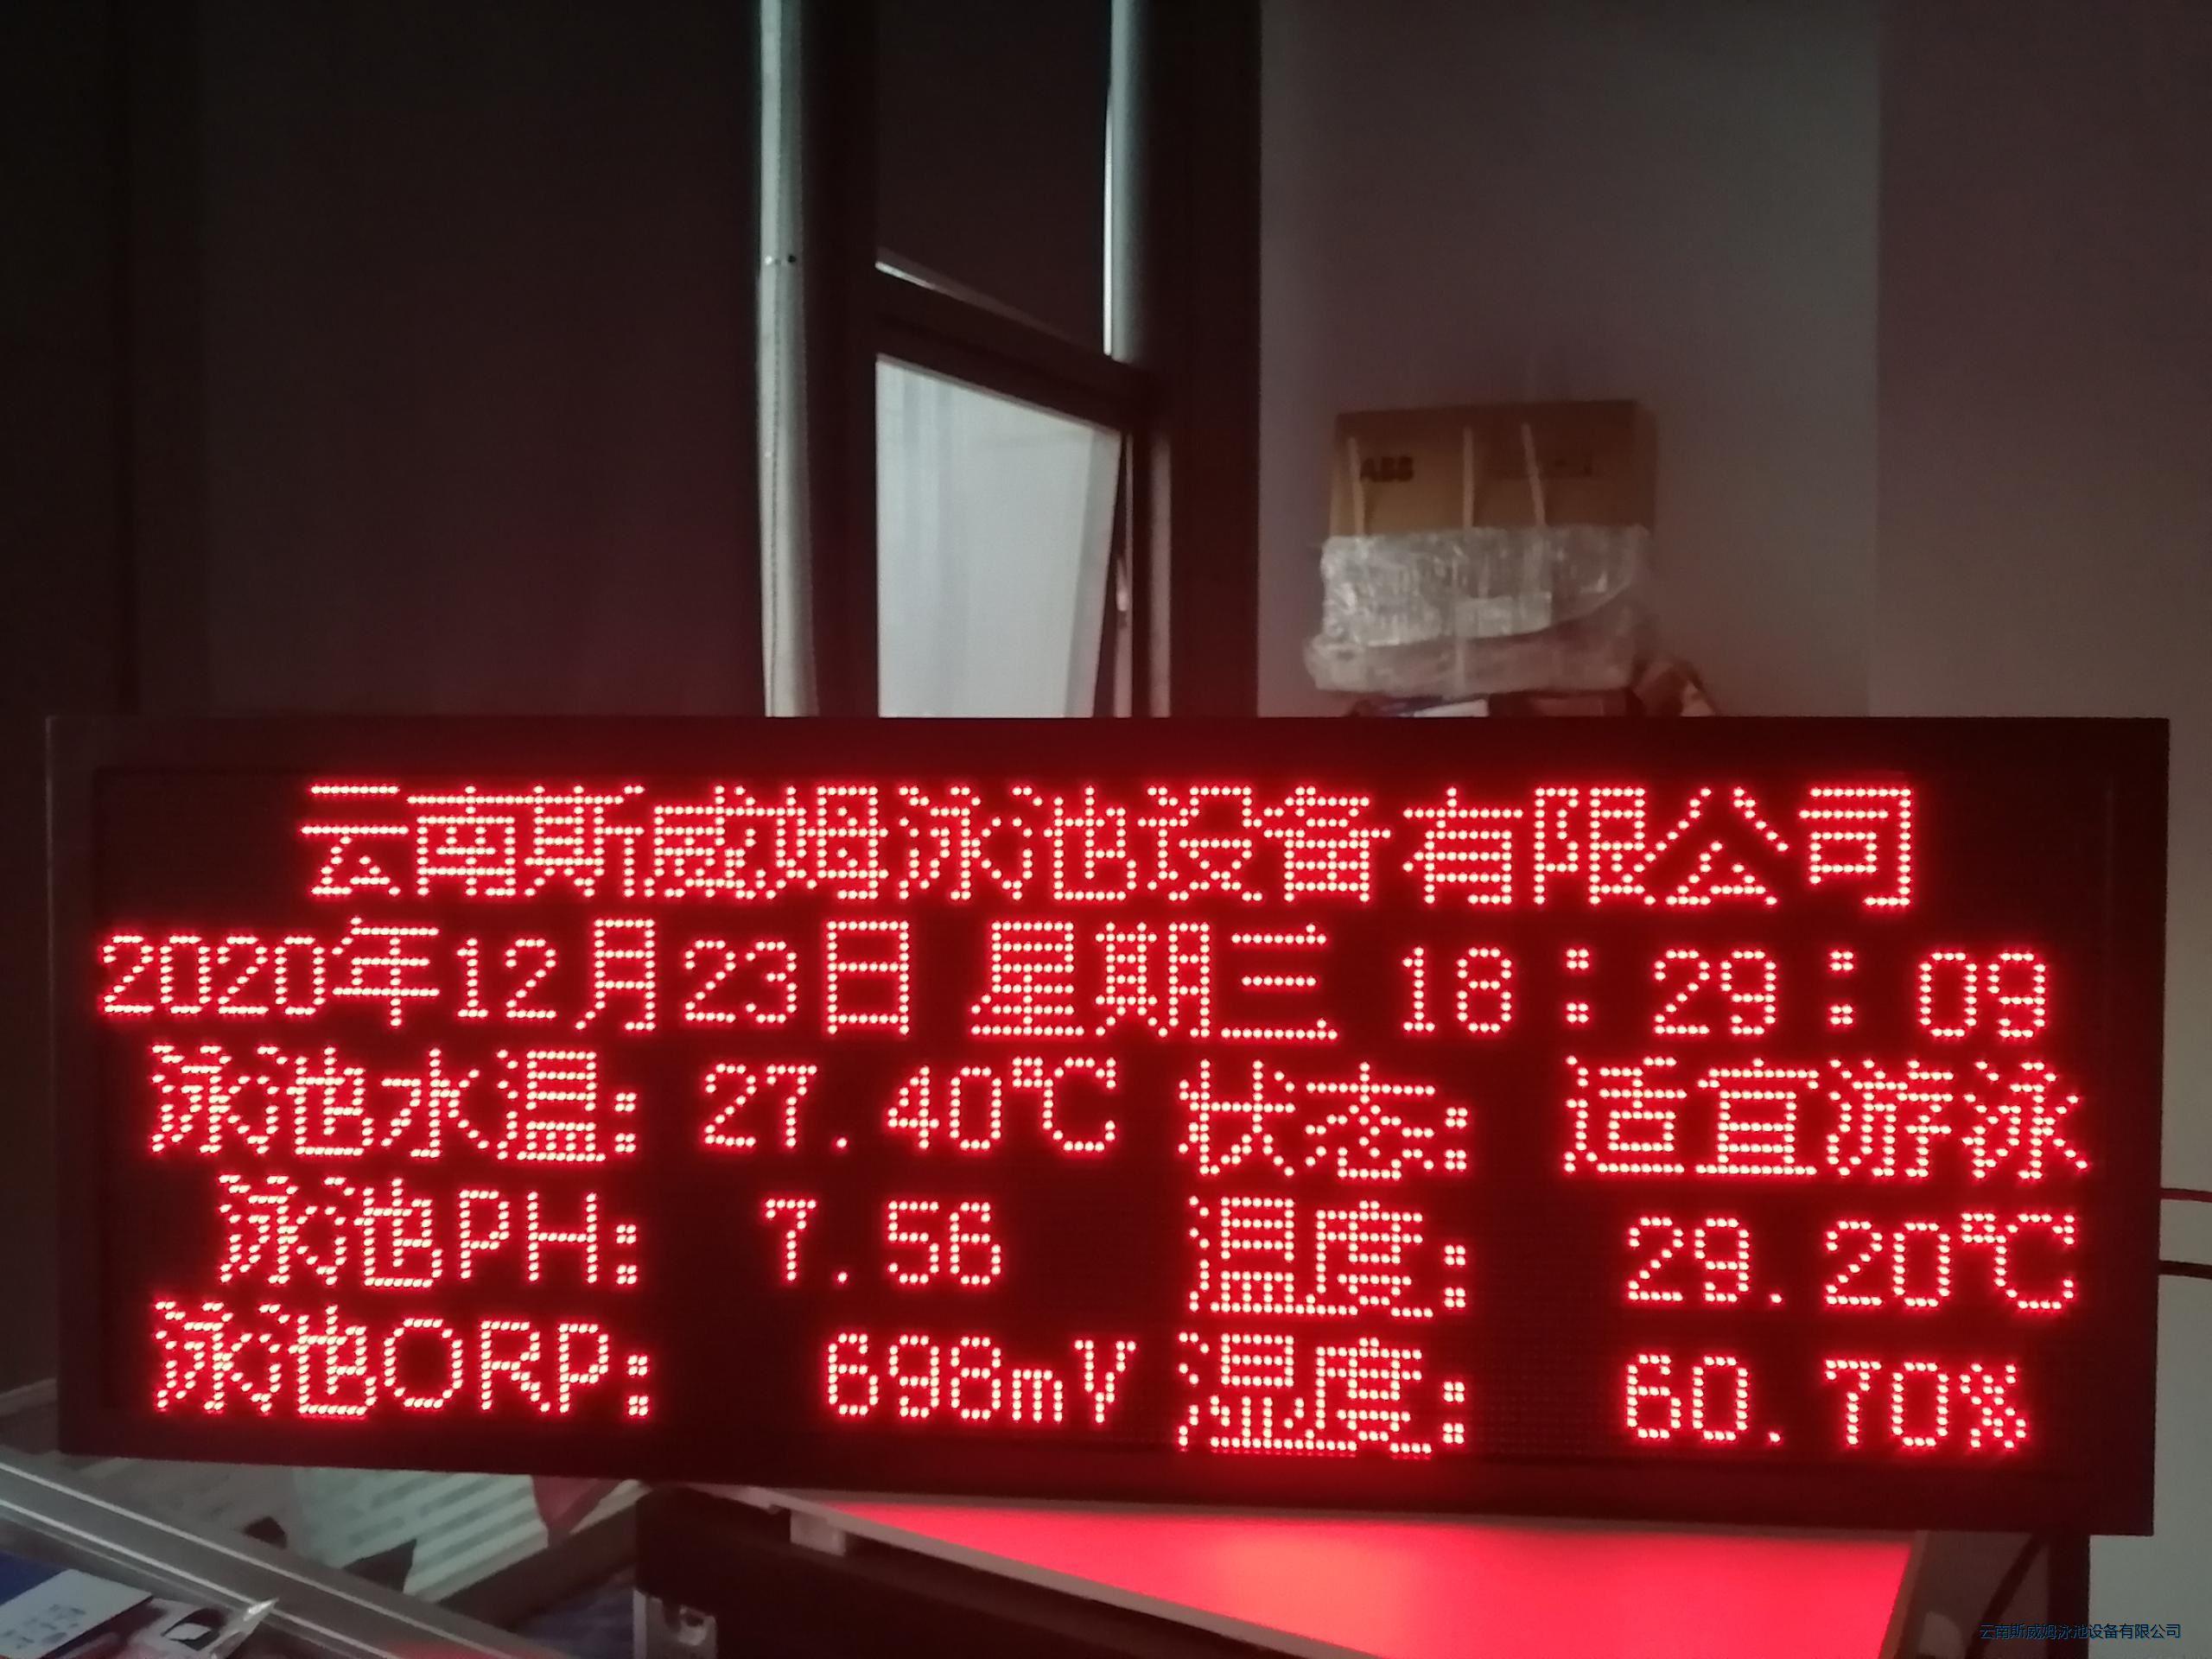 ABB
云南斯威姆泳池设备有限公司
2020年12月23日 星期三 18:29:09
泳池水温: 27.40℃ 状态: 适宜游泳
泳池PH: 7.56 温度: 29.20℃
泳池ORP: 698mV 湿度: 60.70%
云南斯威姆泳池设备有限公司